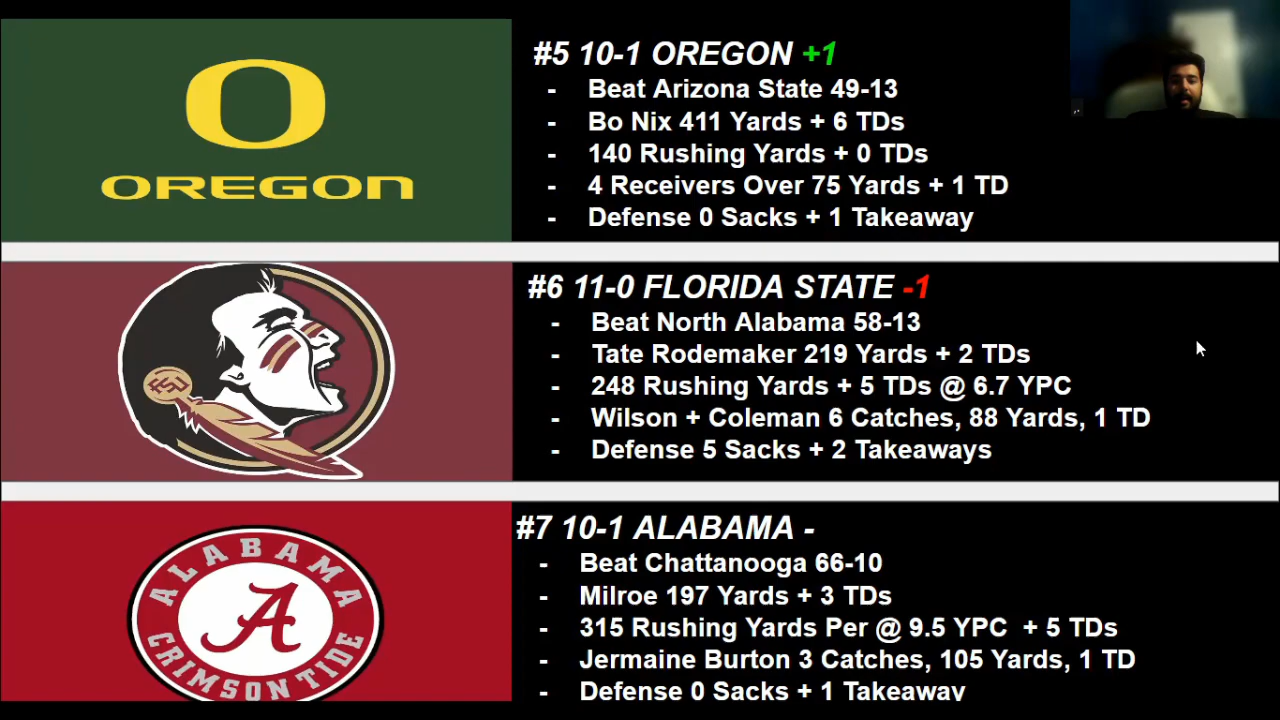 O
OREGON
#5 10-1 OREGON +1
- Beat Arizona State 49-13
- Bo Nix 411 Yards + 6 TDs
- 140 Rushing Yards + 0 TDs
- 4 Receivers Over 75 Yards + 1 TD
- Defense 0 Sacks + 1 Takeaway
FSU
#6 11-0 FLORIDA STATE -1
- Beat North Alabama 58-13
- Tate Rodemaker 219 Yards + 2 TDs
- 248 Rushing Yards + 5 TDs @ 6.7 YPC
- Wilson + Coleman 6 Catches, 88 Yards, 1 TD
- Defense 5 Sacks + 2 Takeaways
ALABAMA
A
CRIMSON TIDE
#7 10-1 ALABAMA -
- Beat Chattanooga 66-10
- Milroe 197 Yards + 3 TDs
- 315 Rushing Yards Per @ 9.5 YPC + 5 TDs
- Jermaine Burton 3 Catches, 105 Yards, 1 TD
- Defense 0 Sacks + 1 Takeaway